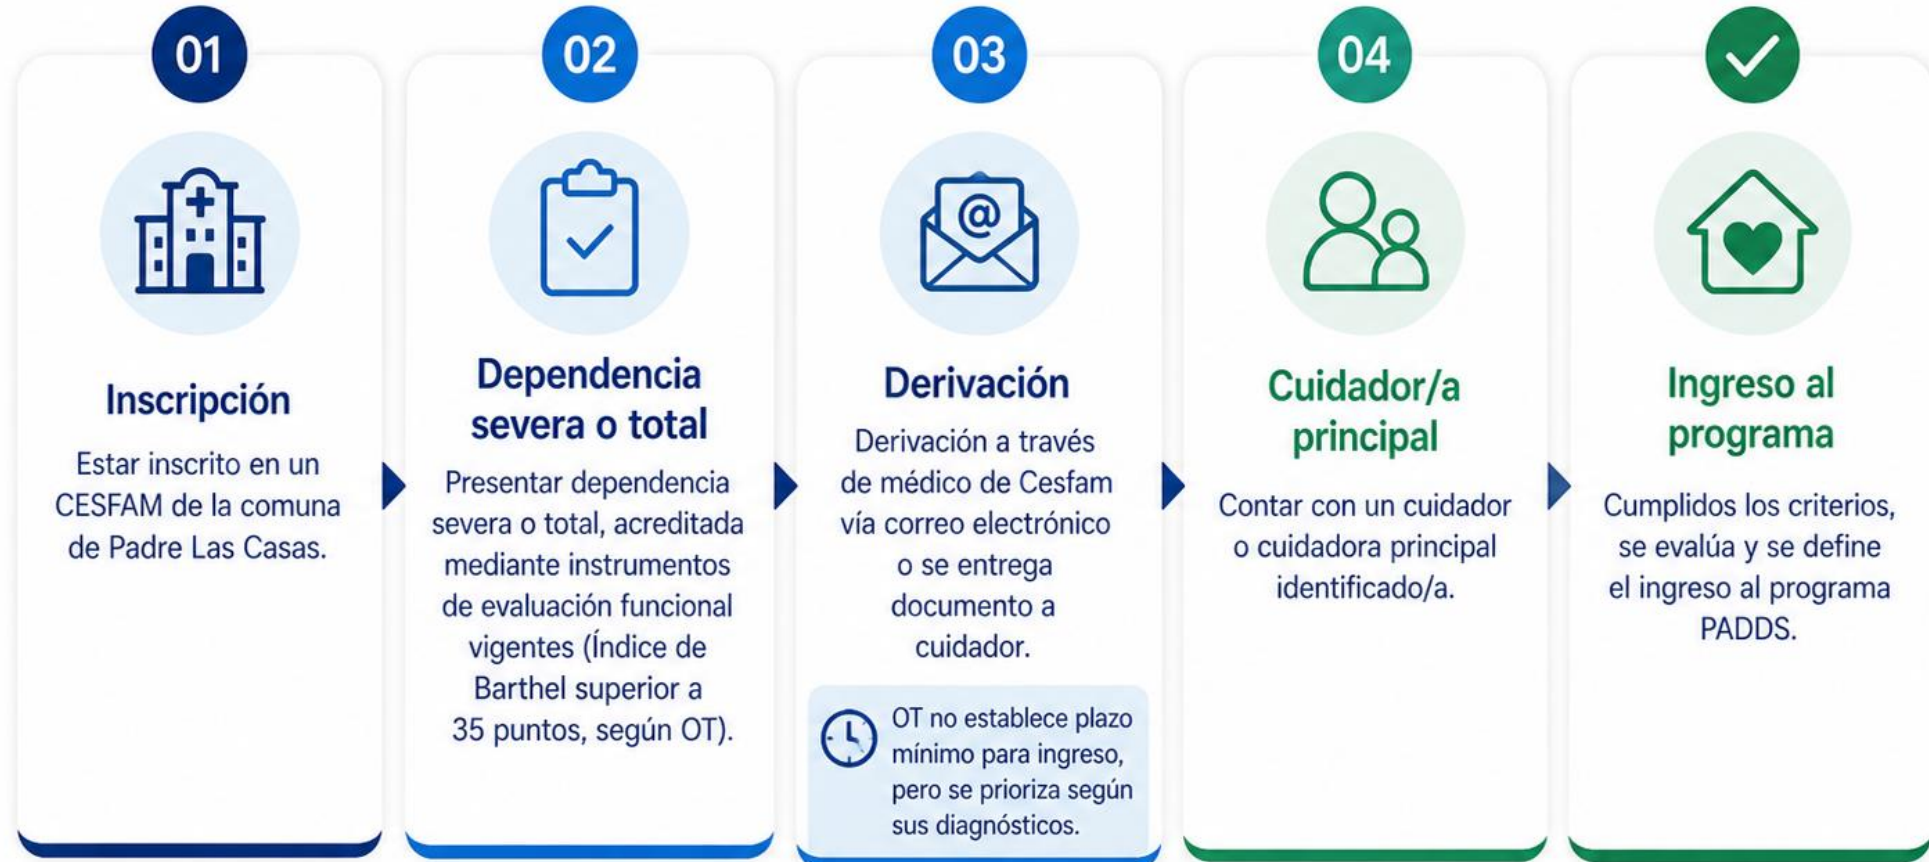 01
Inscripción
Estar inscrito en un
CESFAM de la comuna
de Padre Las Casas.
02
Dependencia
severa o total
Presentar dependencia
severa o total, acreditada
mediante instrumentos
de evaluación funcional
vigentes (Índice de
Barthel superior a
35 puntos, según OT).
03
@
Derivación
Derivación a través
de médico de Cesfam
vía correo electrónico
o se entrega
documento a
cuidador.
OT no establece plazo
mínimo para ingreso,
pero se prioriza según
sus diagnósticos.
04
Cuidador/a
principal
Contar con un cuidador
o cuidadora principal
identificado/a.
Ingreso al
programa
Cumplidos los criterios,
se evalúa y se define
el ingreso al programa
PADDS.